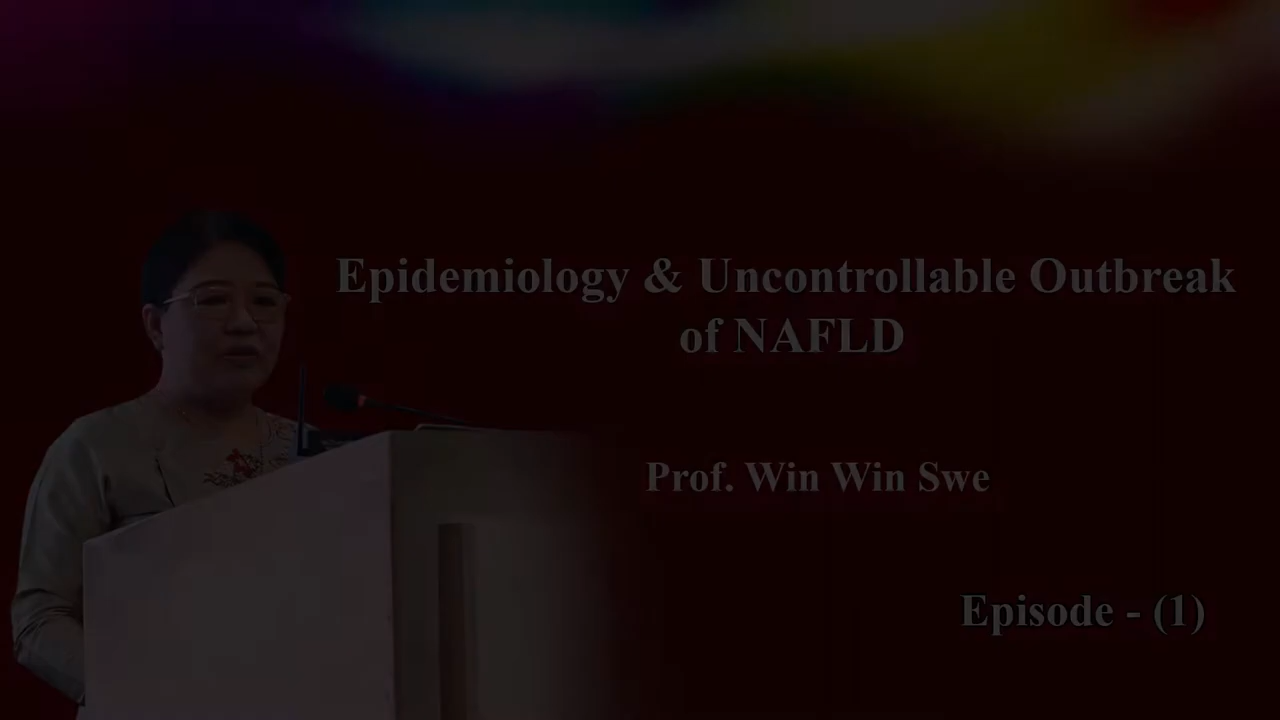 Epidemiology & Uncontrollable Outbreak
of NAFLD
Prof. Win Win Swe
Episode - (1)